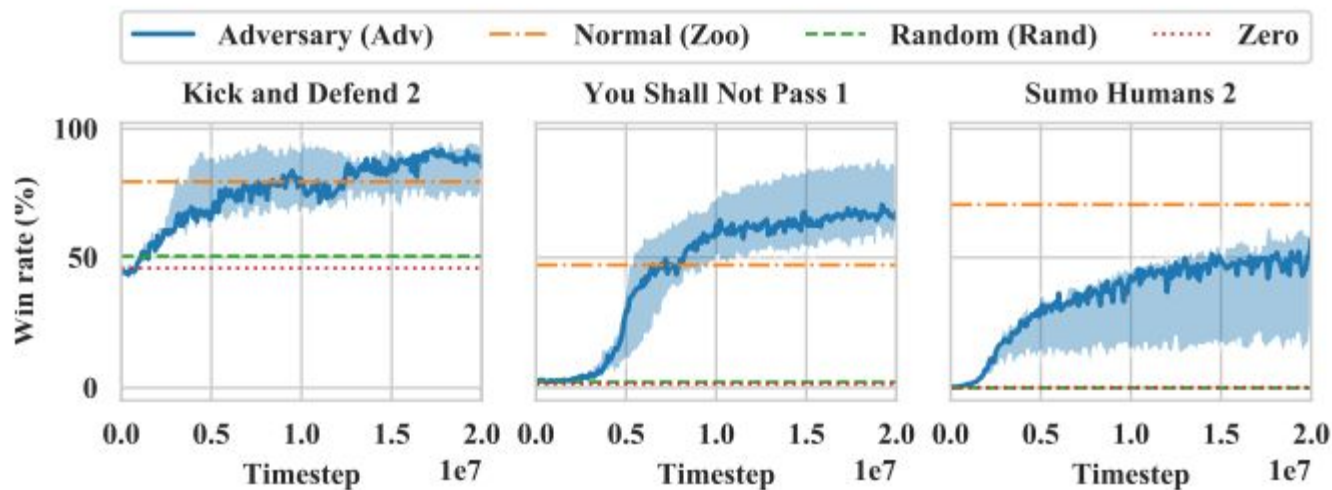 Adversary (Adv) Normal (Zoo) Random (Rand) Zero
Kick and Defend 2 You Shall Not Pass 1 Sumo Humans 2
Win rate (%)
100
50
0
0.0 0.5 1.0 1.5 2.0 0.0 0.5 1.0 1.5 2.0 0.0 0.5 1.0 1.5 2.0
Timestep 1e7 Timestep 1e7 Timestep 1e7